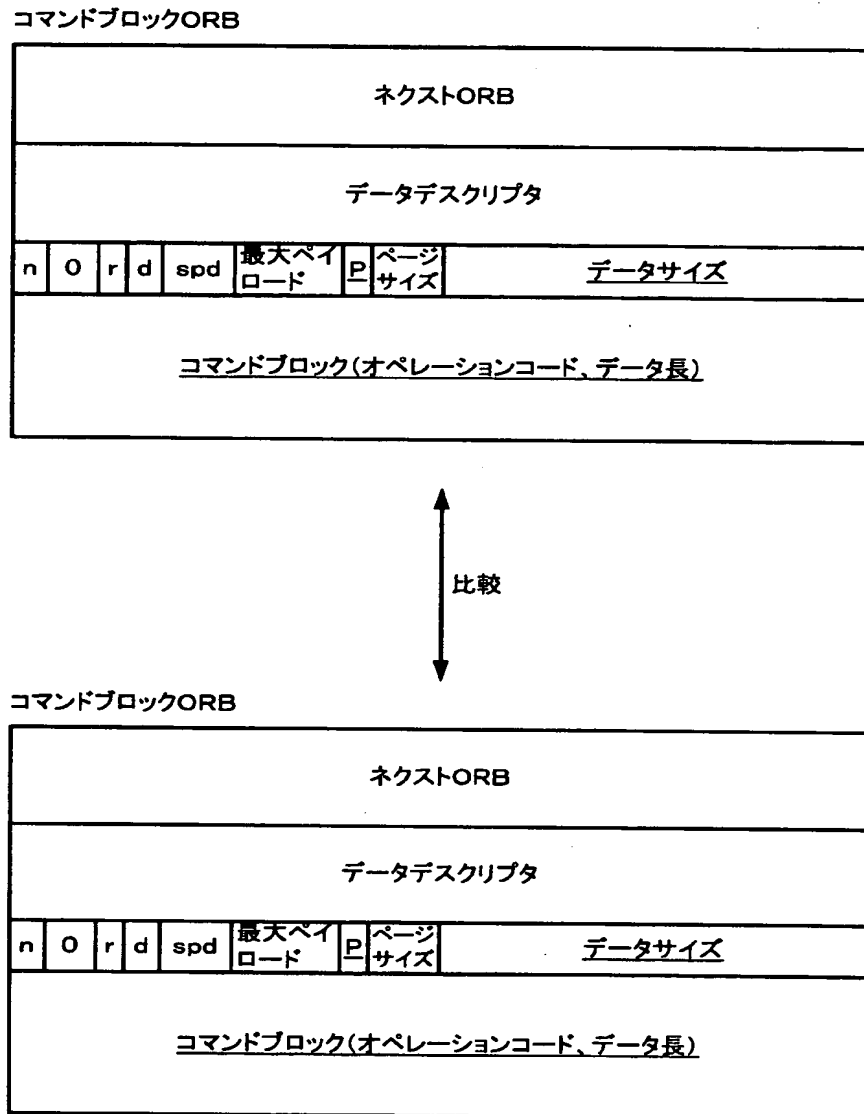 コマンドブロックORB
ネクストORB
データデスクリプタ
n 0 r d spd 最大ペイロード P ページサイズ データサイズ
コマンドブロック(オペレーションコード、データ長)
比較
コマンドブロックORB
ネクストORB
データデスクリプタ
n 0 r d spd 最大ペイロード P ページサイズ データサイズ
コマンドブロック(オペレーションコード、データ長)